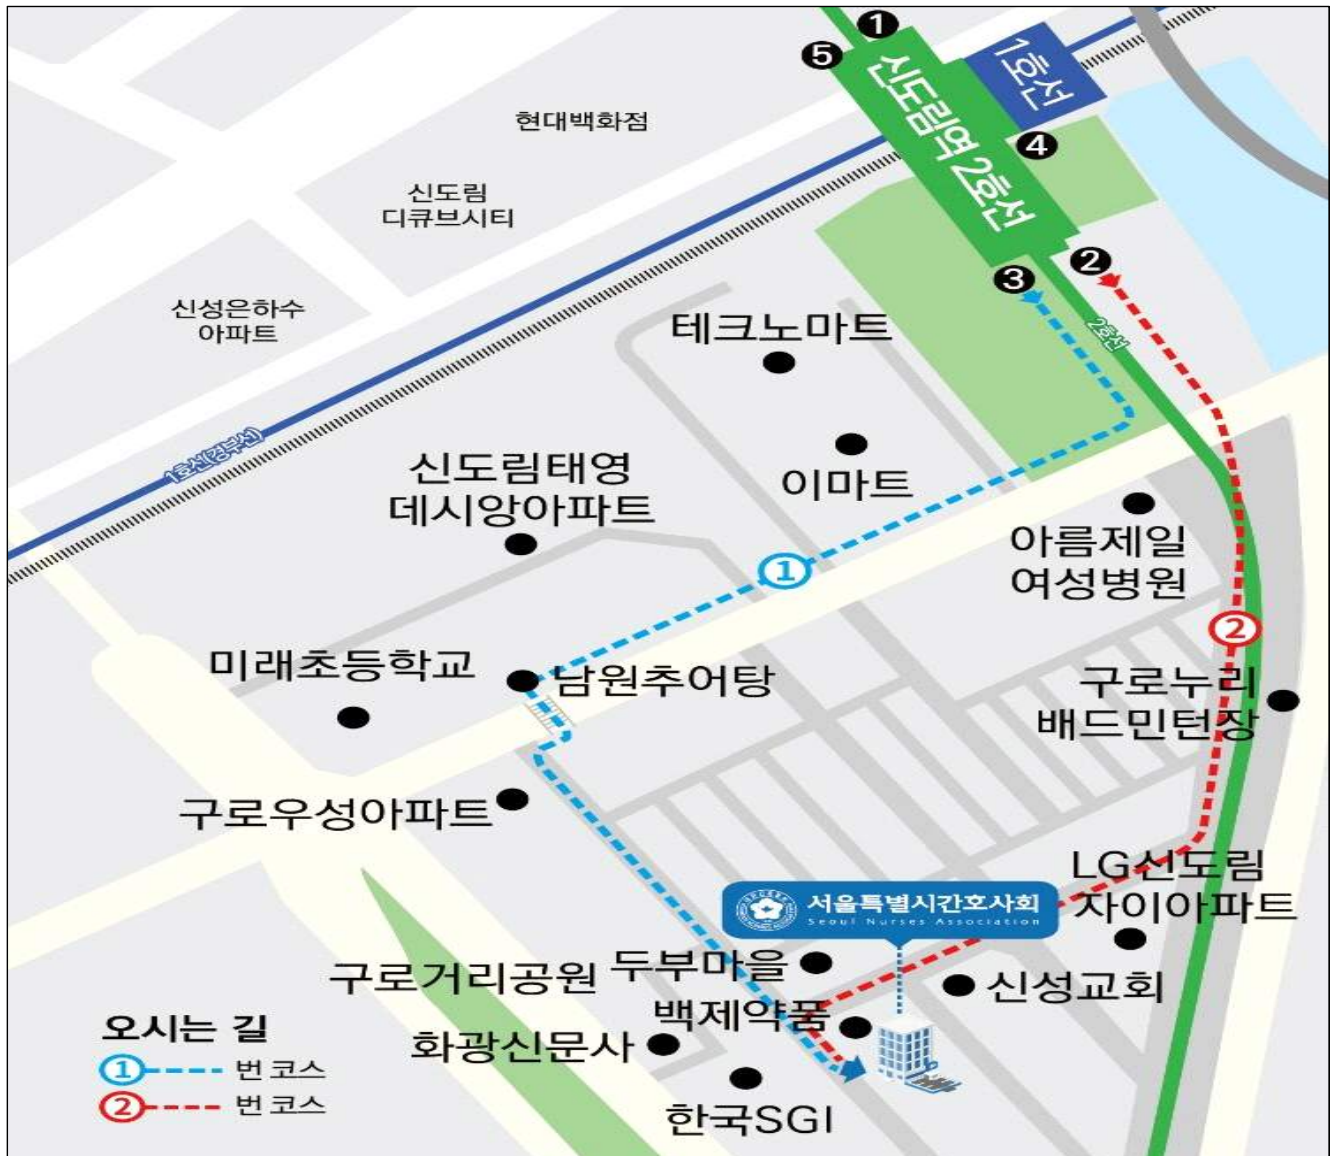 1
5
1호선
신도림역 2호선
현대백화점
4
신도림
디큐브시티
2
3
신성은하수
아파트
테크노마트
2호선
1호선(경부선)
신도림태영
데시앙아파트
이마트
아름제일
여성병원
1
2
미래초등학교
남원추어탕
구로누리
배드민턴장
구로우성아파트
LG신도림
자이아파트
서울특별시간호사회
Seoul Nurses Association
구로거리공원
두부마을
신성교회
백제약품
화광신문사
한국SGI
오시는 길
1 번 코스
2 번 코스